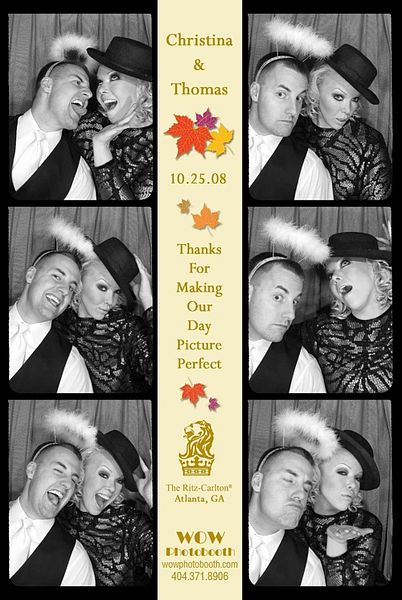 Christina
&
Thomas
10.25.08
Thanks
For
Making
Our
Day
Picture
Perfect
The Ritz-Carlton®
Atlanta, GA
WOW
Photobooth
wowphotobooth.com
404.371.8906